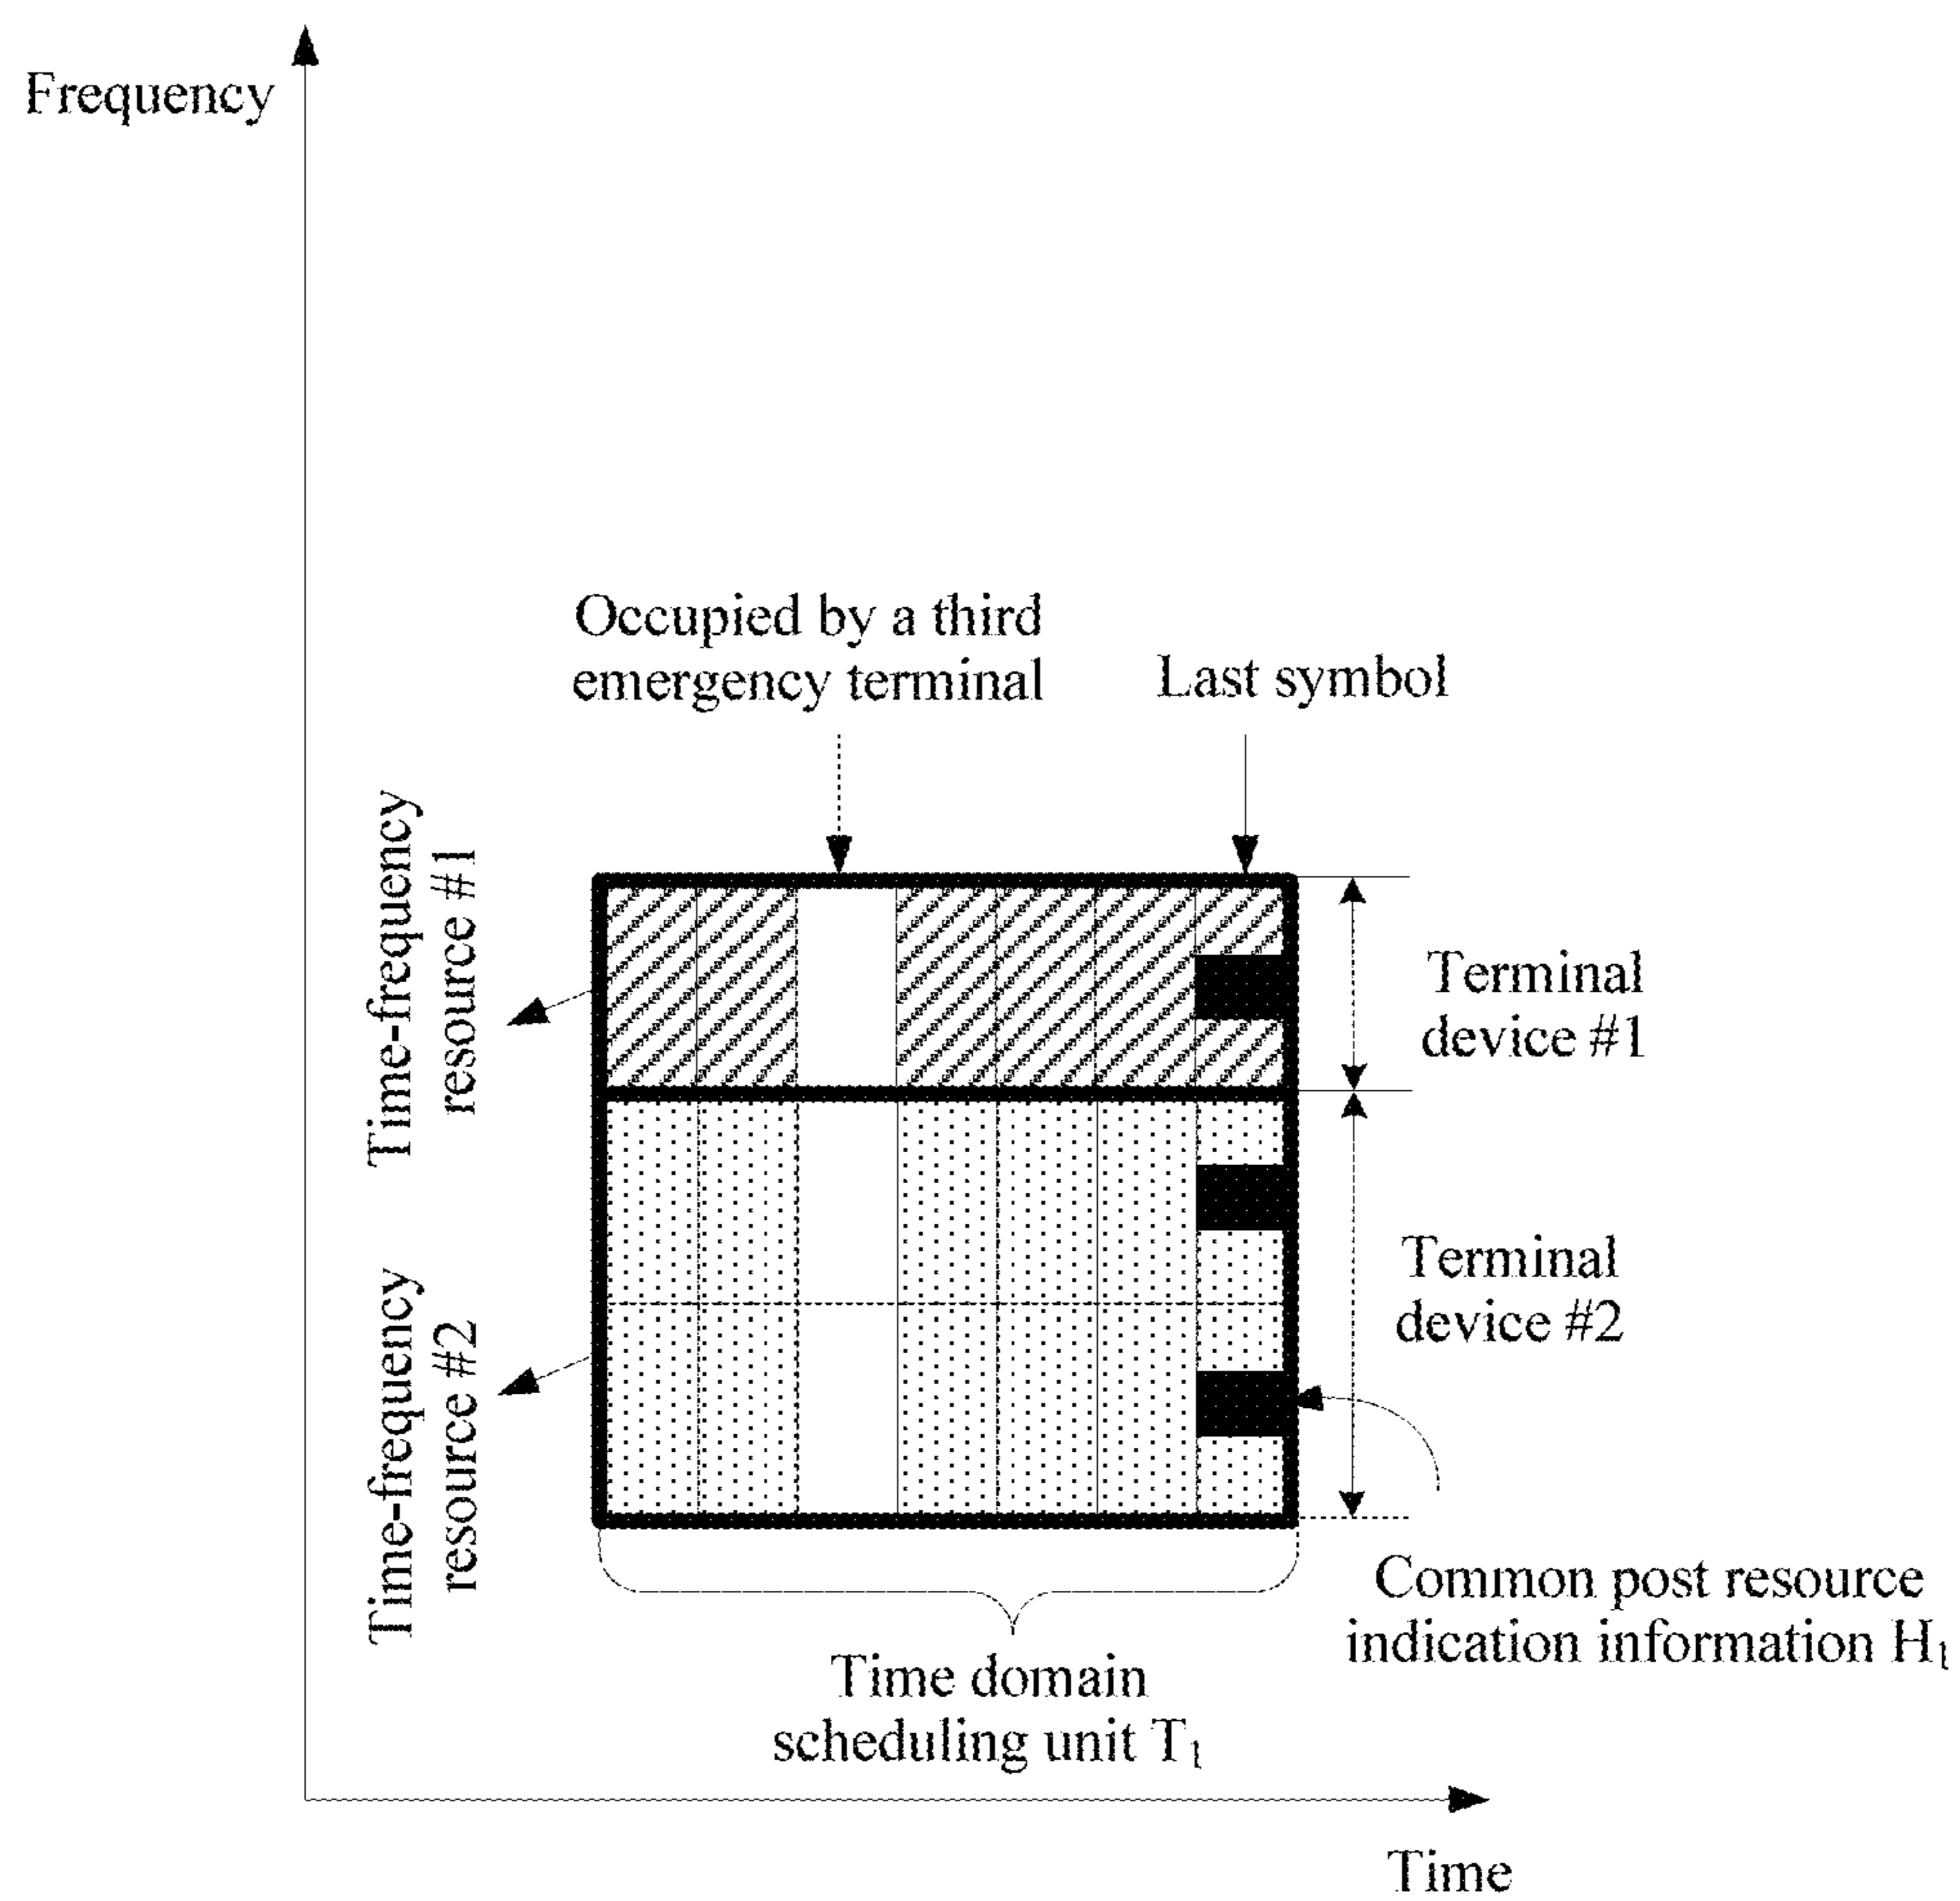 Frequency
Occupied by a third
emergency terminal
Last symbol
Time-frequency
resource #1
Terminal
device #1
Time-frequency
resource #2
Terminal
device #2
Common post resource
indication information H₁
Time domain
scheduling unit T₁
Time